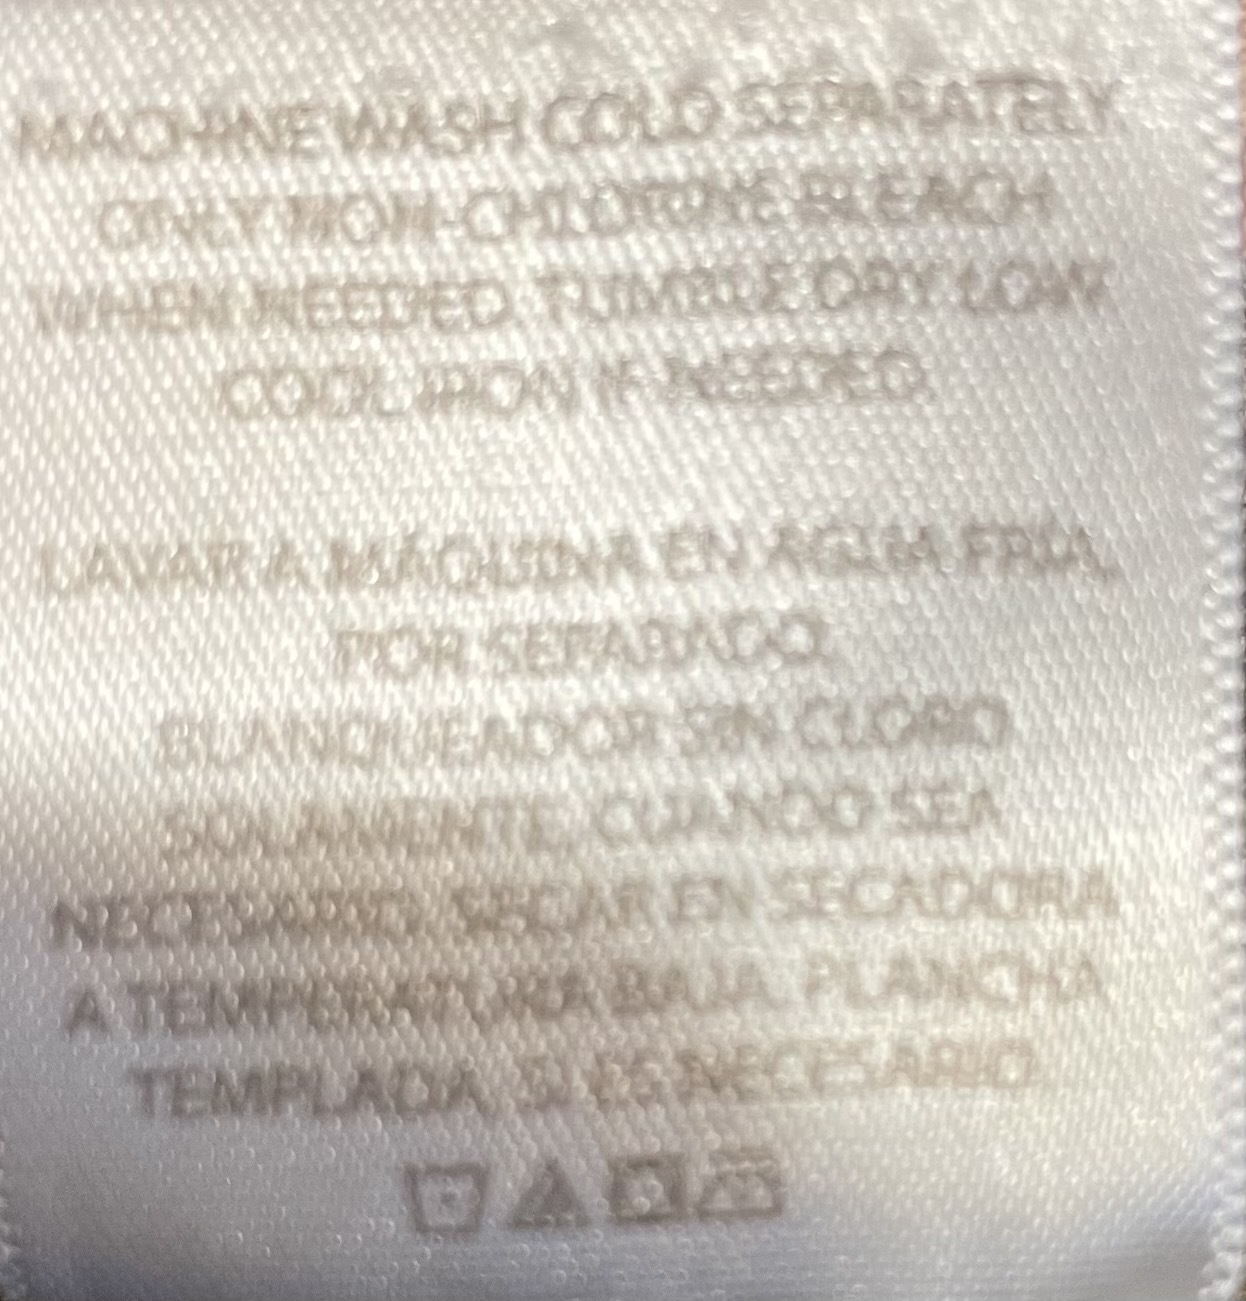 MACHINE WASH COLD SEPARATELY
ONLY NON-CHLORINE BLEACH
WHEN NEEDED. TUMBLE DRY LOW
COOL IRON IF NEEDED
LAVAR A MÁQUINA EN AGUA FRIA,
POR SEPARADO
BLANQUEADOR SIN CLORO
SOLAMENTE, CUANDO SEA
NECESARIO. SECAR EN SECADORA
A TEMPERATURA BAJA. PLANCHA
TEMPLADA SI ES NECESARIO